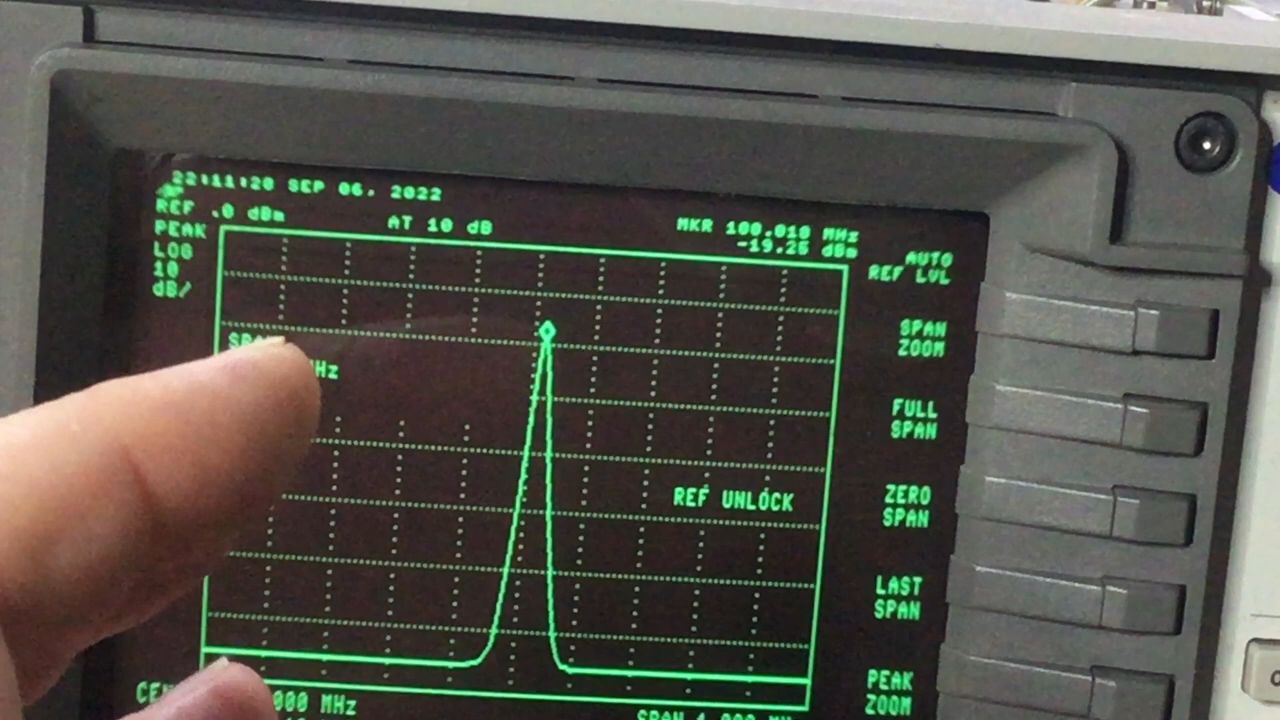 22:11:20 SEP 06, 2022
REF .0 dBm
AT 10 dB
MKR 100.010 MHz
-19.25 dBm
PEAK
LOG
10
dB/
AUTO
REF LVL
SPAN
ZOOM
FULL
SPAN
REF UNLOCK
ZERO
SPAN
LAST
SPAN
PEAK
ZOOM
MHz
SPAN